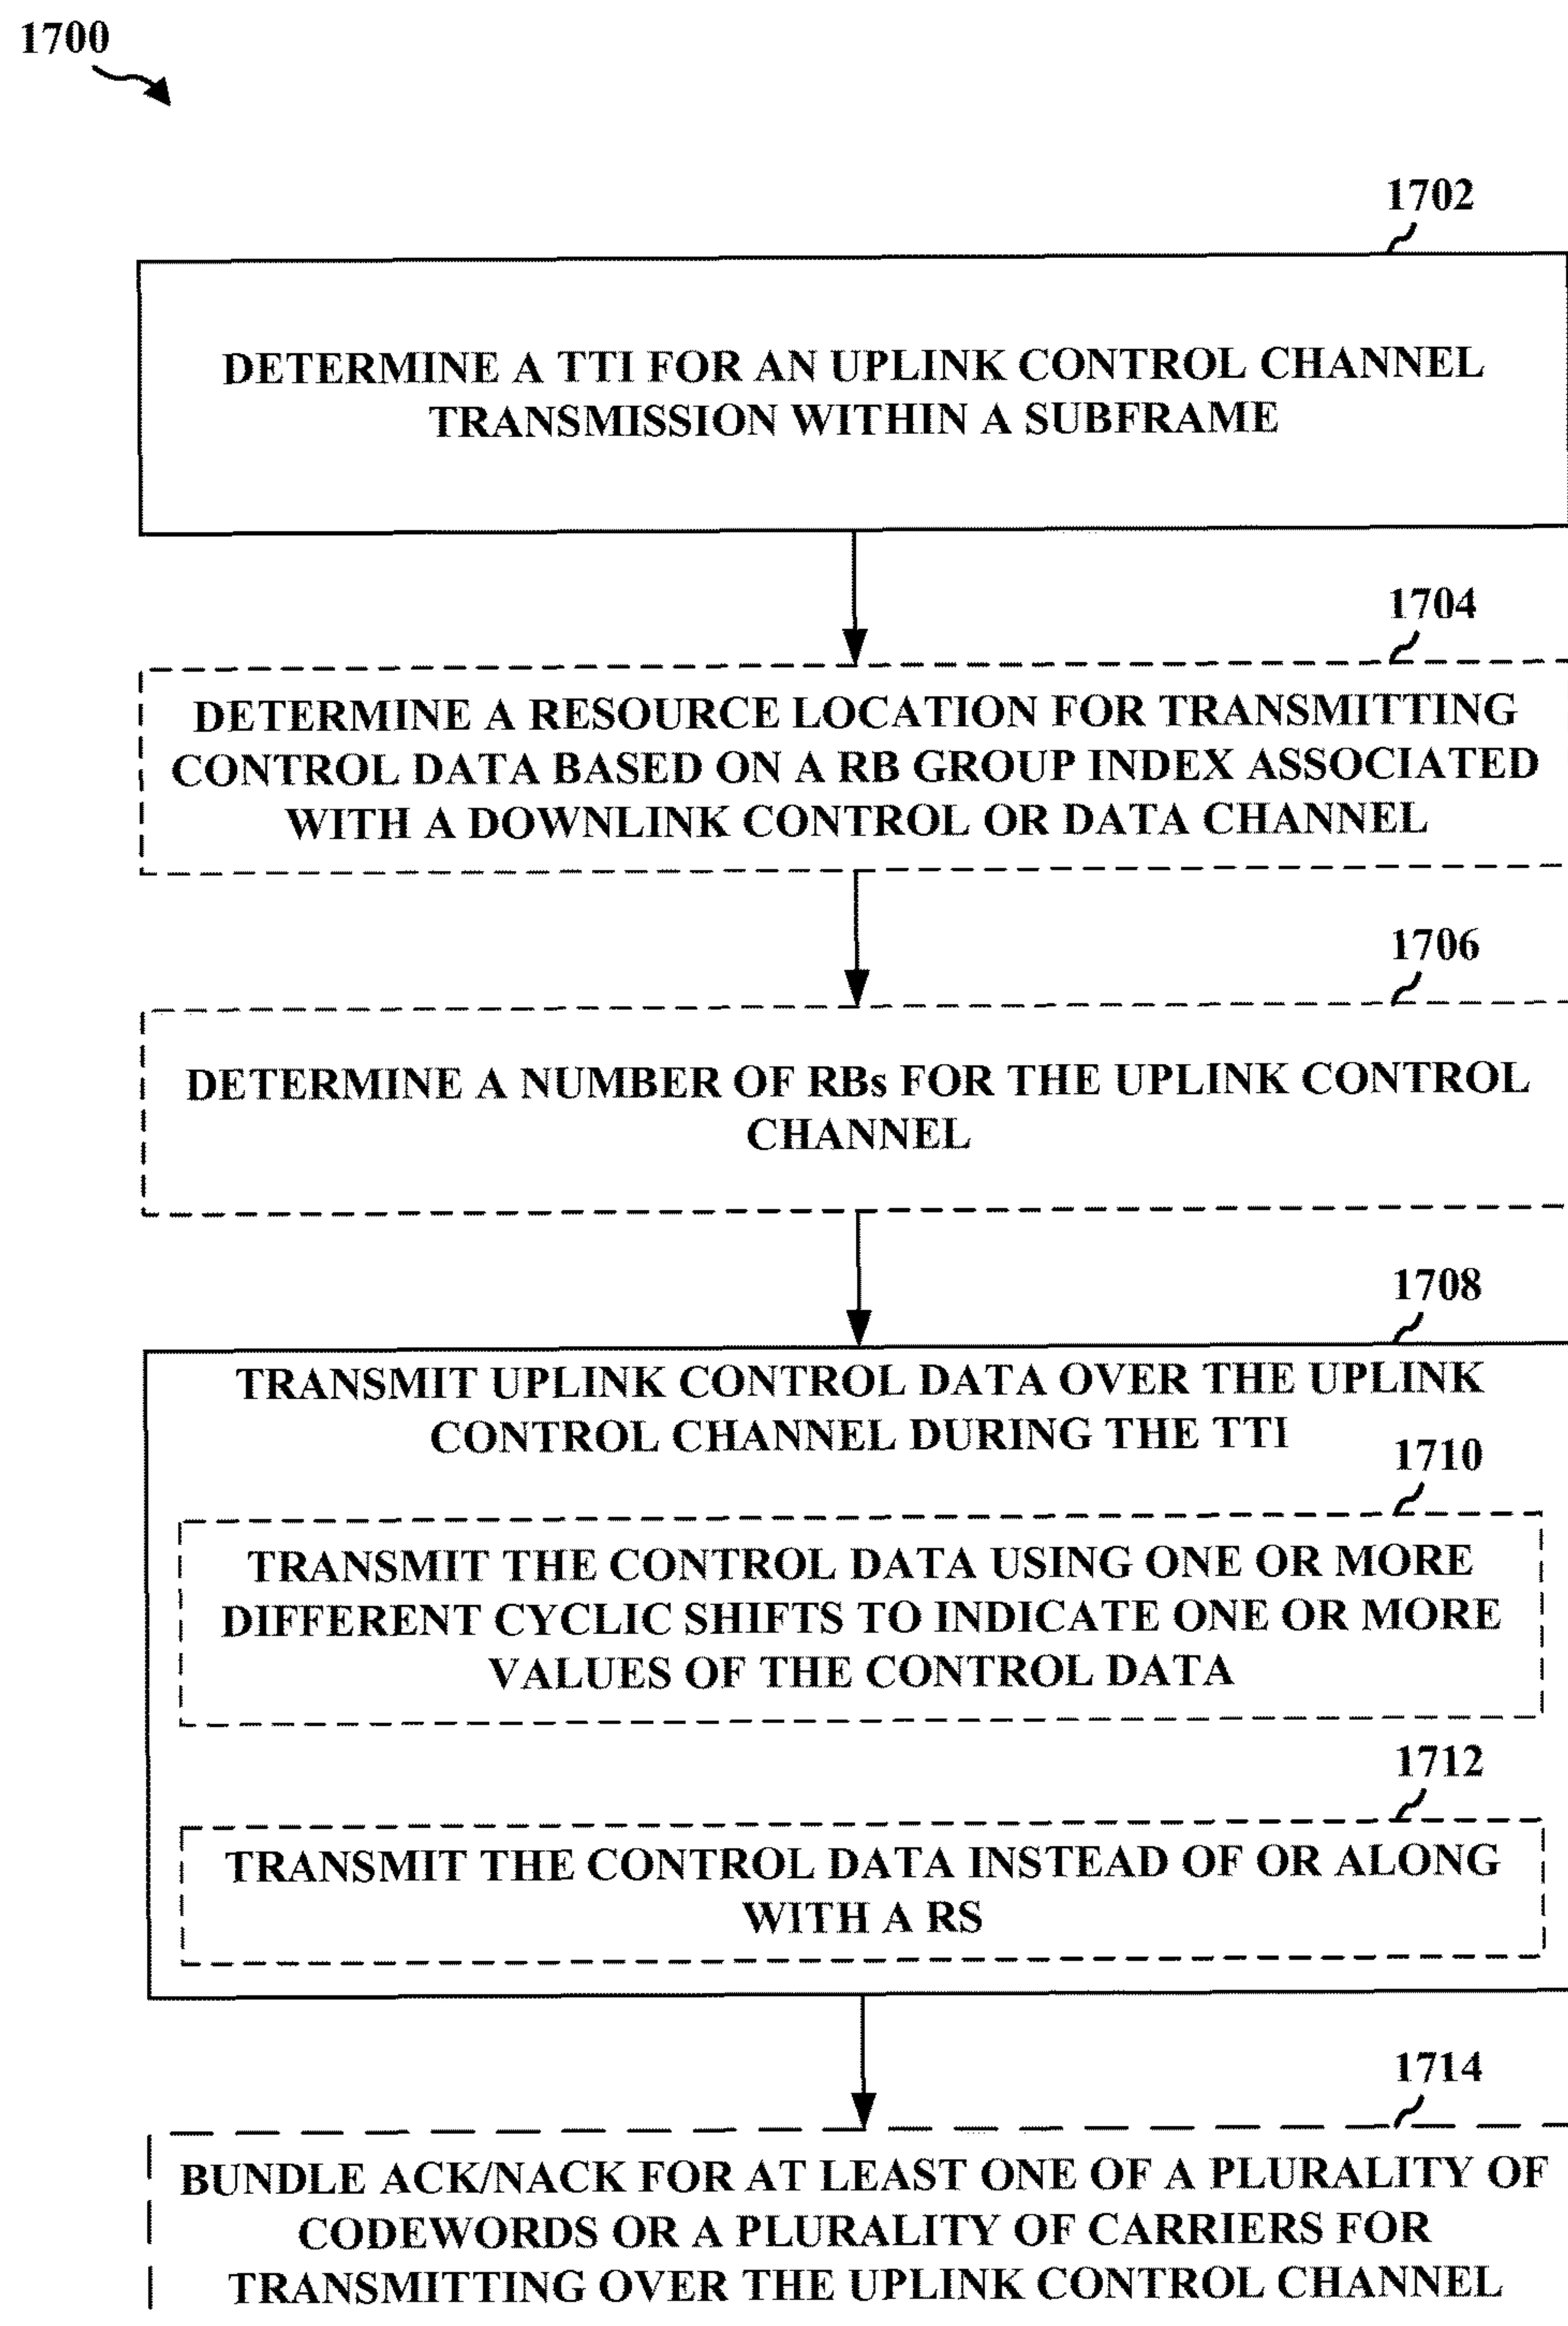 1700
1702
DETERMINE A TTI FOR AN UPLINK CONTROL CHANNEL
TRANSMISSION WITHIN A SUBFRAME
1704
DETERMINE A RESOURCE LOCATION FOR TRANSMITTING
CONTROL DATA BASED ON A RB GROUP INDEX ASSOCIATED
WITH A DOWNLINK CONTROL OR DATA CHANNEL
1706
DETERMINE A NUMBER OF RBs FOR THE UPLINK CONTROL
CHANNEL
1708
TRANSMIT UPLINK CONTROL DATA OVER THE UPLINK
CONTROL CHANNEL DURING THE TTI
1710
TRANSMIT THE CONTROL DATA USING ONE OR MORE
DIFFERENT CYCLIC SHIFTS TO INDICATE ONE OR MORE
VALUES OF THE CONTROL DATA
1712
TRANSMIT THE CONTROL DATA INSTEAD OF OR ALONG
WITH A RS
1714
BUNDLE ACK/NACK FOR AT LEAST ONE OF A PLURALITY OF
CODEWORDS OR A PLURALITY OF CARRIERS FOR
TRANSMITTING OVER THE UPLINK CONTROL CHANNEL